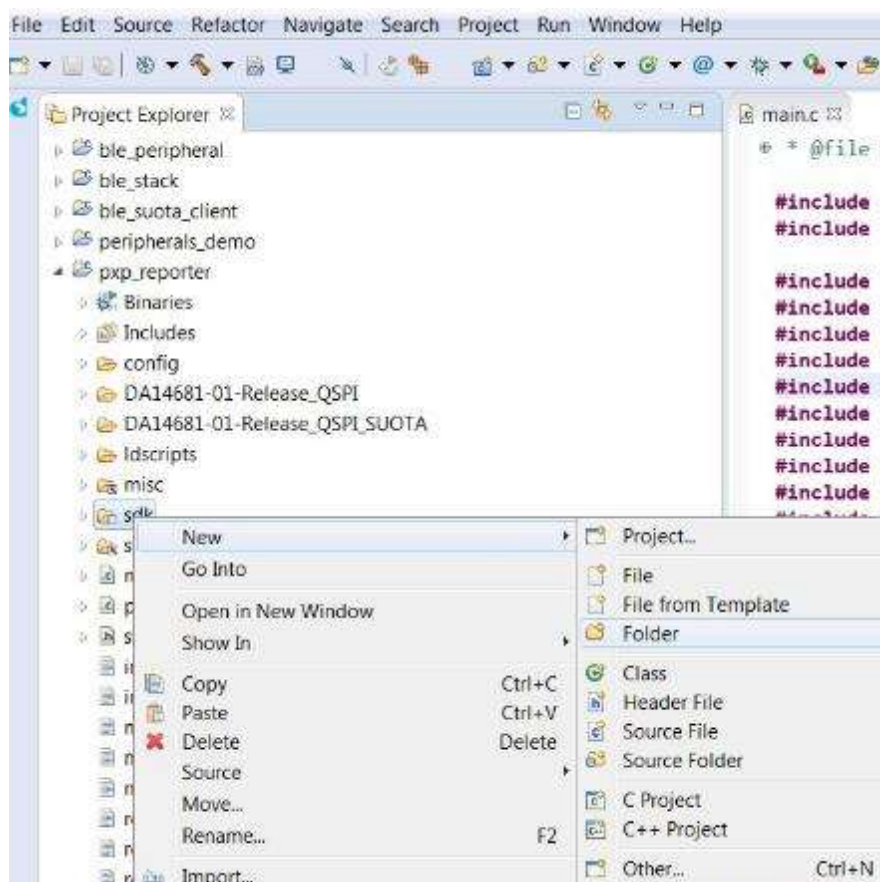 File Edit Source Refactor Navigate Search Project Run Window Help
Project Explorer
main.c
ble_peripheral
* @file
ble_stack
ble_suota_client
#include
peripherals_demo
#include
pxp_reporter
#include
Binaries
#include
Includes
#include
config
#include
DA14681-01-Release_QSPI
#include
DA14681-01-Release_QSPI_SUOTA
#include
ldscripts
#include
misc
#include
#include
sdk
New
Project...
Go Into
File
Open in New Window
File from Template
Show In
Folder
Copy Ctrl+C
Class
Paste Ctrl+V
Header File
Delete Delete
Source File
Source
Source Folder
Move...
C Project
Rename... F2
C++ Project
Import...
Other... Ctrl+N